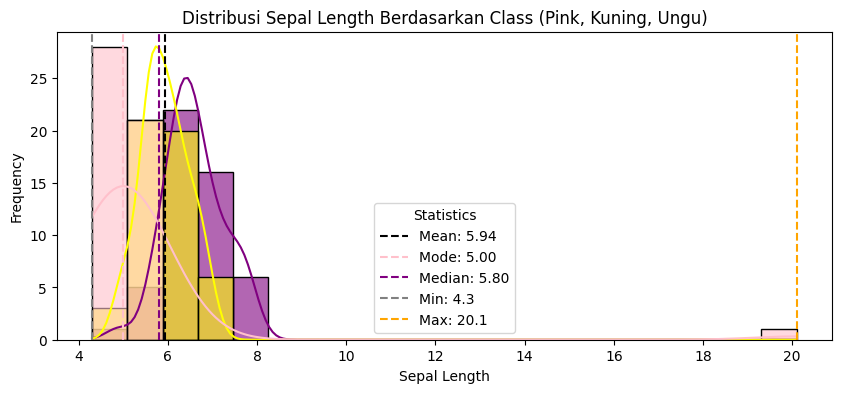 Distribusi Sepal Length Berdasarkan Class (Pink, Kuning, Ungu)
Frequency
25
20
15
10
5
0
Statistics
Mean: 5.94
Mode: 5.00
Median: 5.80
Min: 4.3
Max: 20.1
4 6 8 10 12 14 16 18 20
Sepal Length